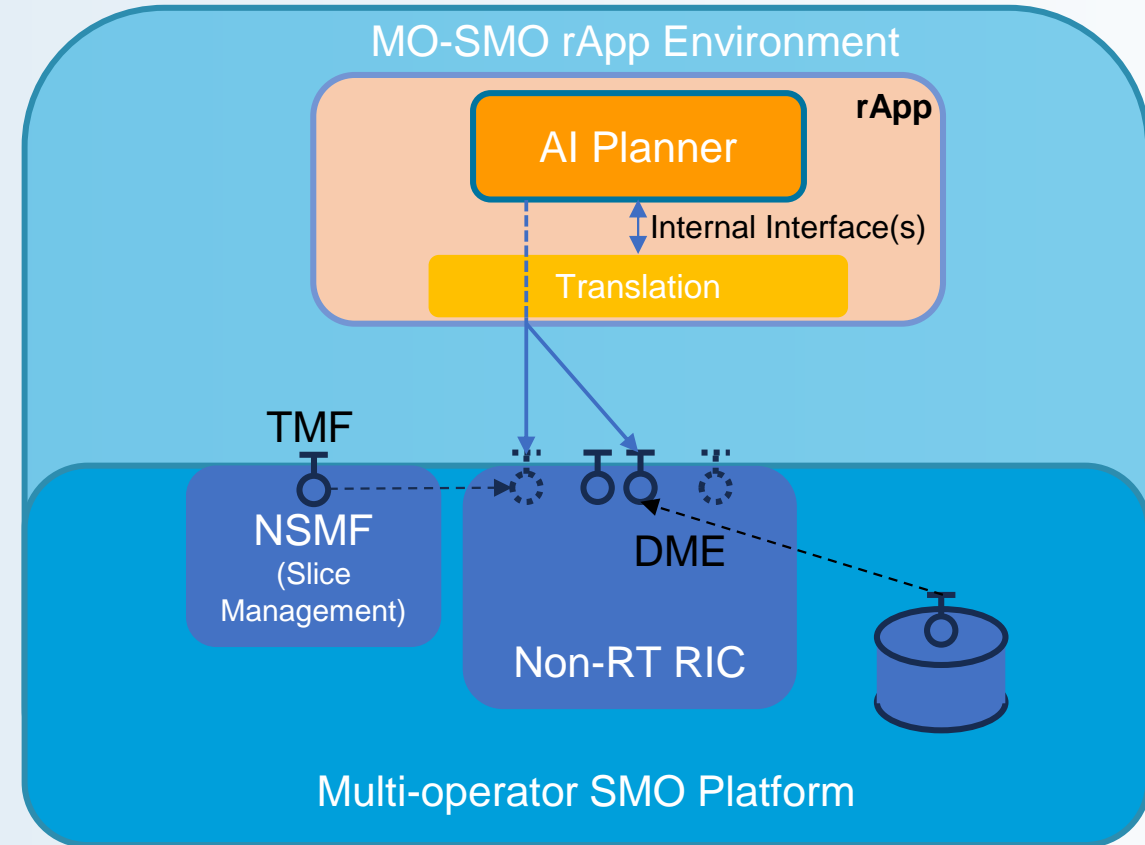 MO-SMO rApp Environment
rApp
AI Planner
Internal Interface(s)
Translation
TMF
NSMF
(Slice
Management)
DME
Non-RT RIC
Multi-operator SMO Platform